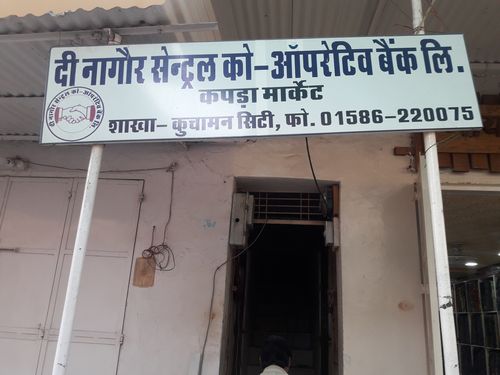 दी नागौर सेन्ट्रल को-ऑपरेटिव बैंक लि.
कपड़ा मार्केट
शाखा- कुचामन सिटी, फो. 01586-220075